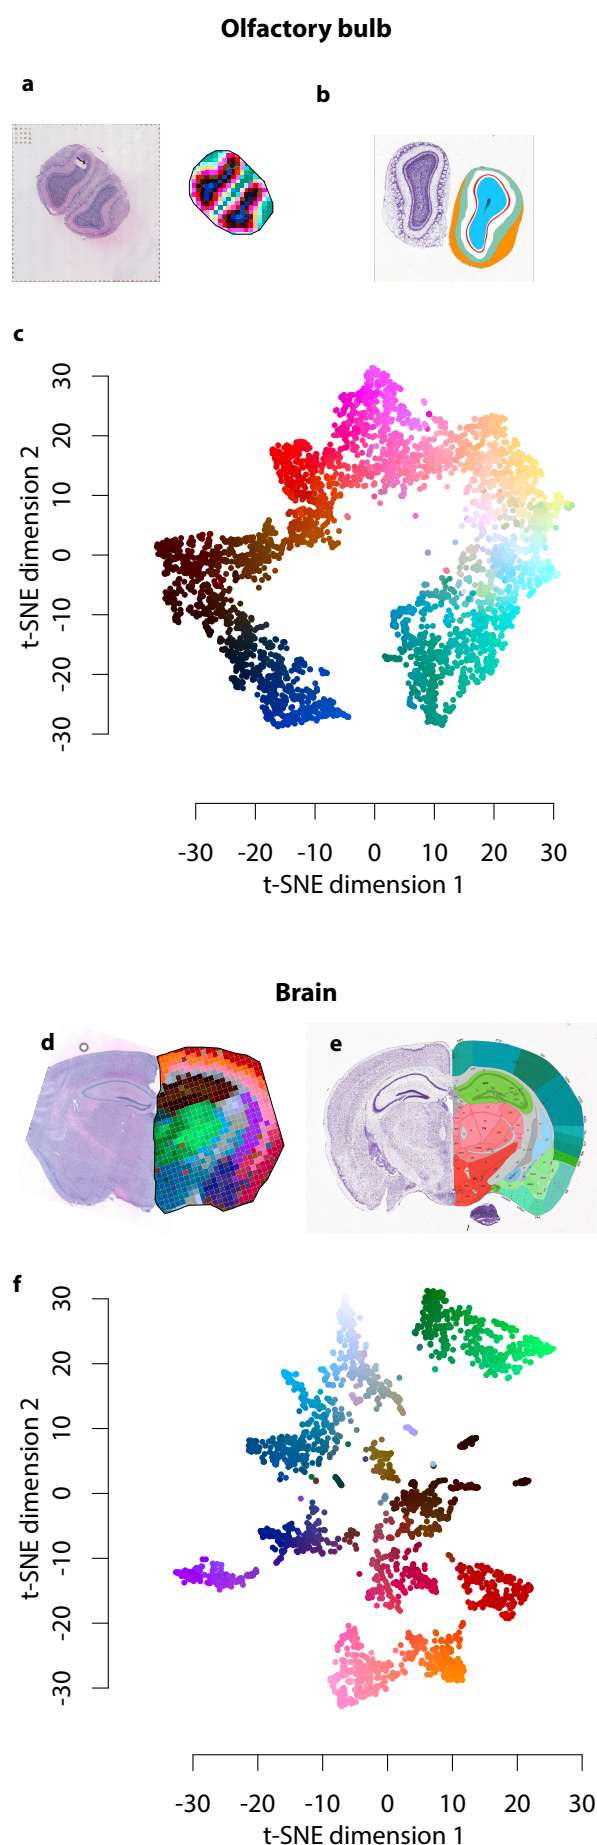 Olfactory bulb
a
b
c
30
20
10
0
-10
-20
-30
t-SNE dimension 2
-30 -20 -10 0 10 20 30
t-SNE dimension 1
Brain
d
e
f
30
20
10
0
-10
-20
-30
t-SNE dimension 2
-30 -20 -10 0 10 20 30
t-SNE dimension 1